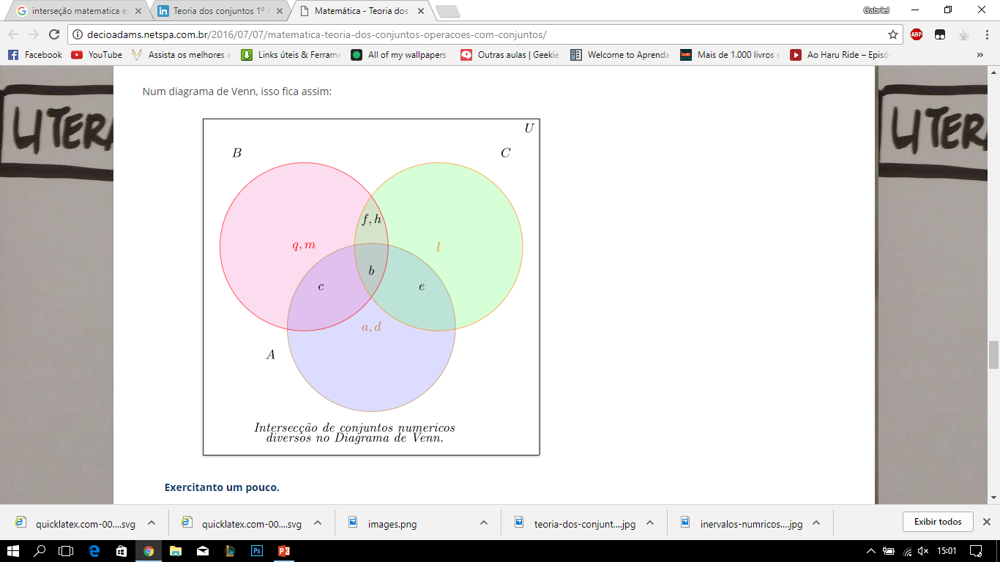 interseção matematica e
Teoria dos conjuntos 1º A
Matemática - Teoria dos
Gabriel
decioadams.netspa.com.br/2016/07/07/matematica-teoria-dos-conjuntos-operacoes-com-conjuntos/
ABP
Facebook
YouTube
Assista os melhores a
Links úteis & Ferrame
All of my wallpapers
Outras aulas | Geekie
Welcome to Aprenda
Mais de 1.000 livros s
Ao Haru Ride – Episó
»
LITERA
LITER
Num diagrama de Venn, isso fica assim:
U
B
C
f, h
q, m
l
b
c
e
a, d
A
Intersecção de conjuntos numericos
diversos no Diagrama de Venn.
Exercitanto um pouco.
quicklatex.com-00....svg
quicklatex.com-00....svg
images.png
teoria-dos-conjunt....jpg
inervalos-numricos....jpg
Exibir todos
15:01